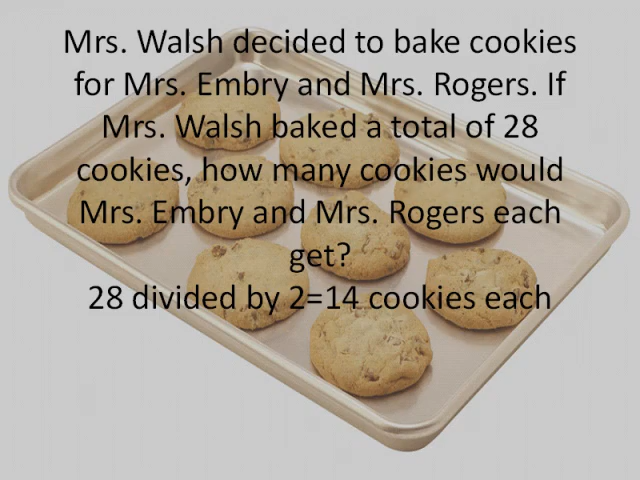 Mrs. Walsh decided to bake cookies
for Mrs. Embry and Mrs. Rogers. If
Mrs. Walsh baked a total of 28
cookies, how many cookies would
Mrs. Embry and Mrs. Rogers each
get?
28 divided by 2=14 cookies each